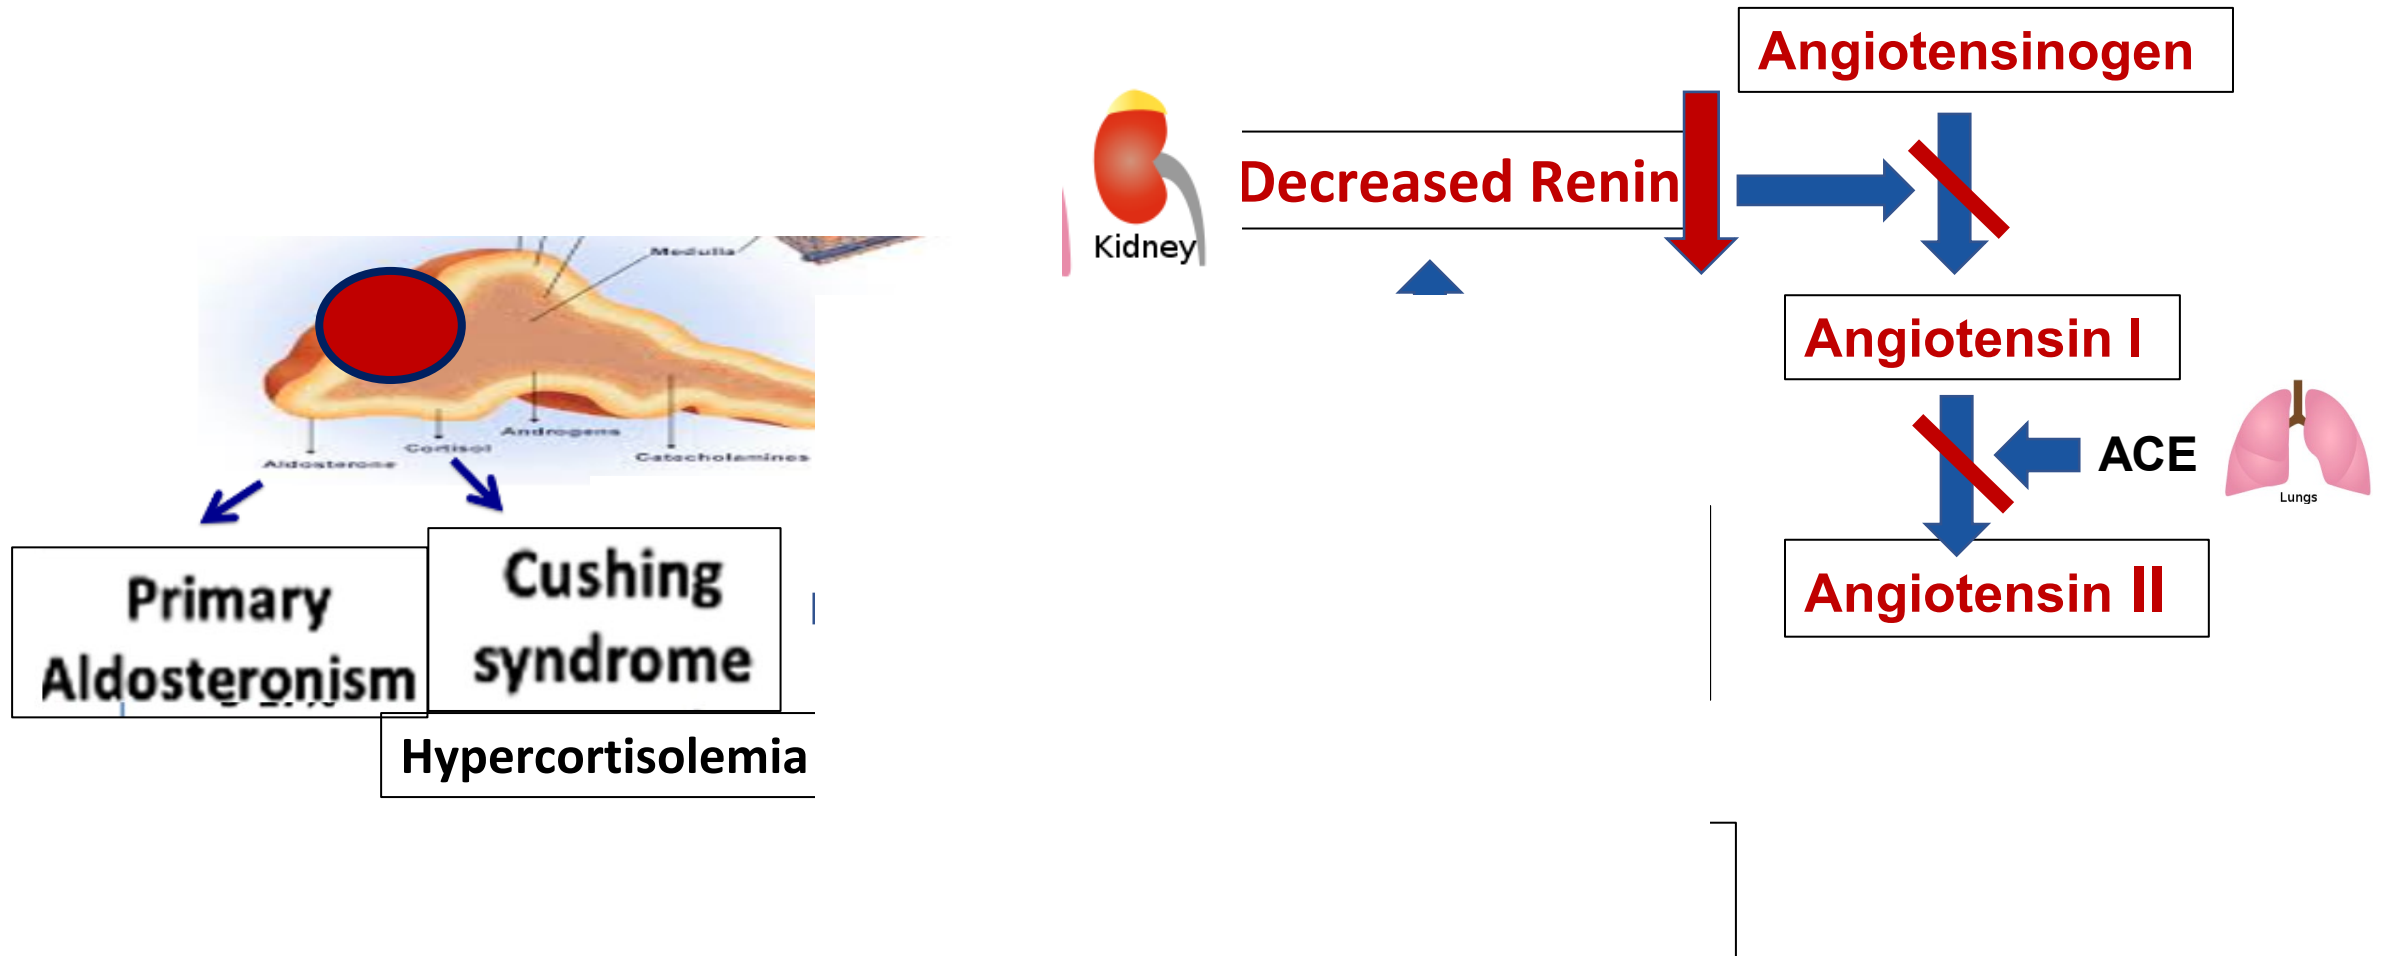 Angiotensinogen
Decreased Renin
Kidney
Medulla
Angiotensin I
Androgens
Cortisol
Catecholamines
Aldosterone
ACE
Lungs
Cushing
syndrome
Primary
Aldosteronism
Angiotensin II
Hypercortisolemia